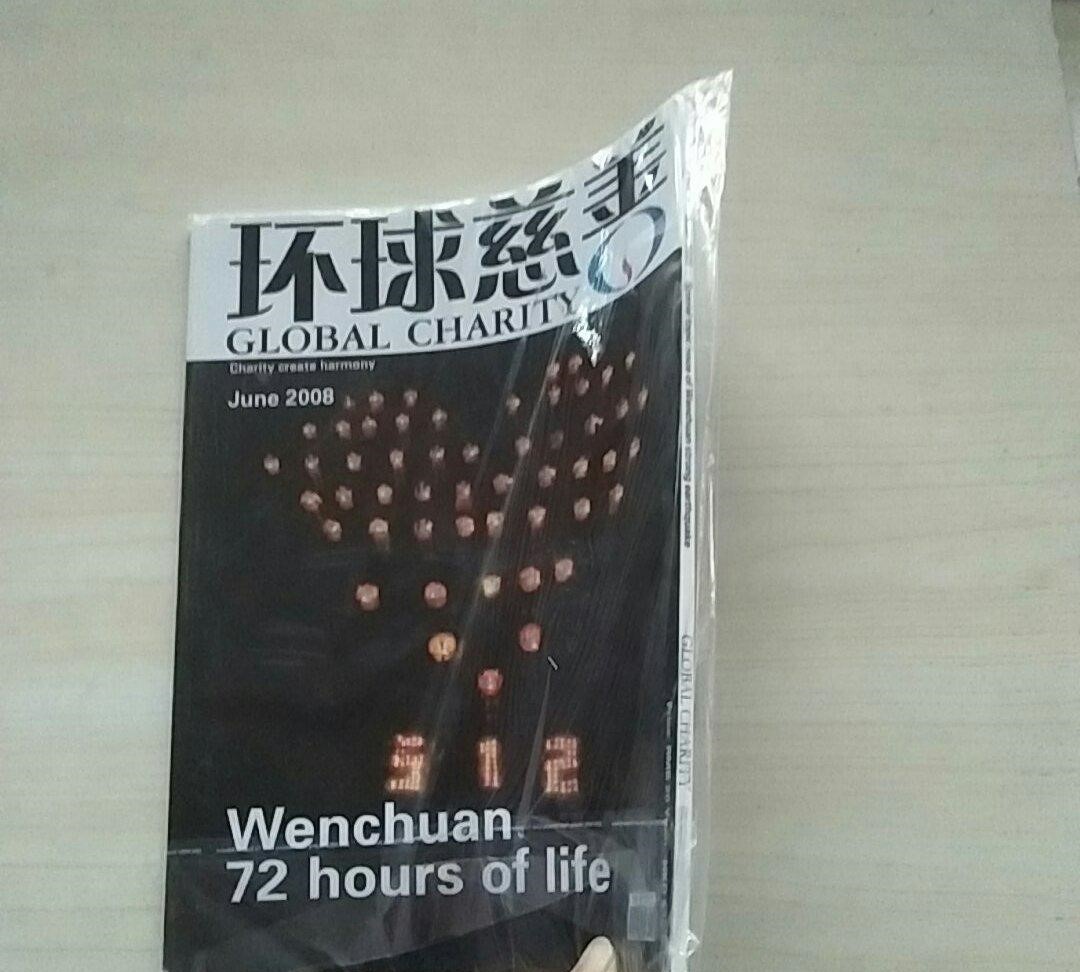 环球慈善
GLOBAL CHARITY
Charity create harmony
June 2008
512
Wenchuan
72 hours of life
GLOBAL CHARITY